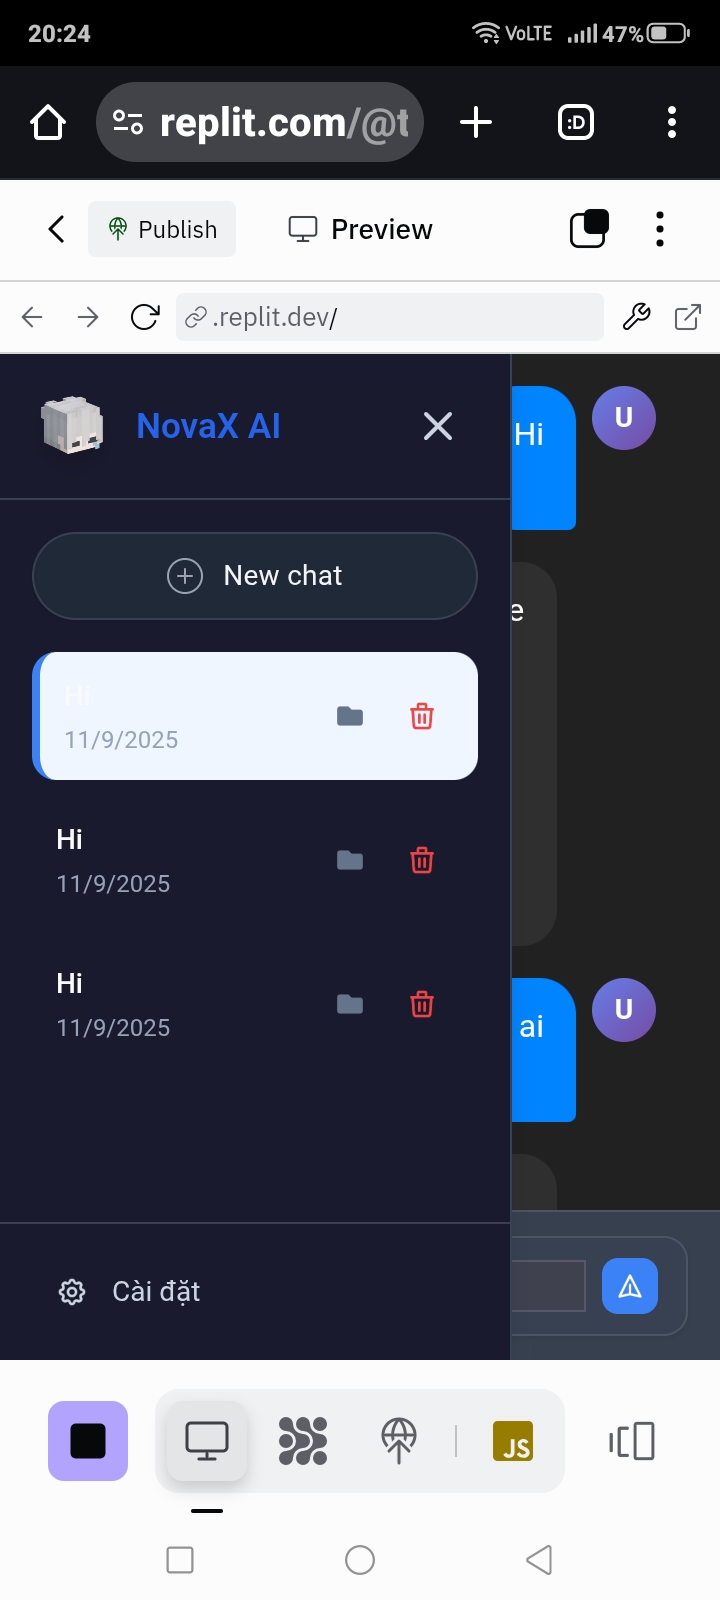 20:24
VoLTE 47%
:D
replit.com/@t
Publish
Preview
.replit.dev/
NovaX AI
Hi
U
New chat
e
Hi
11/9/2025
Hi
11/9/2025
Hi
11/9/2025
ai
U
Cài đặt
JS